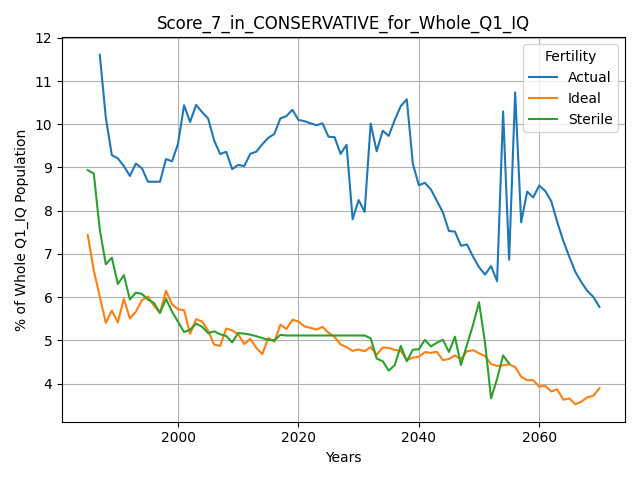 Score_7_in_CONSERVATIVE_for_Whole_Q1_IQ
% of Whole Q1_IQ Population
12
11
10
9
8
7
6
5
4
Fertility
Actual
Ideal
Sterile
2000 2020 2040 2060
Years